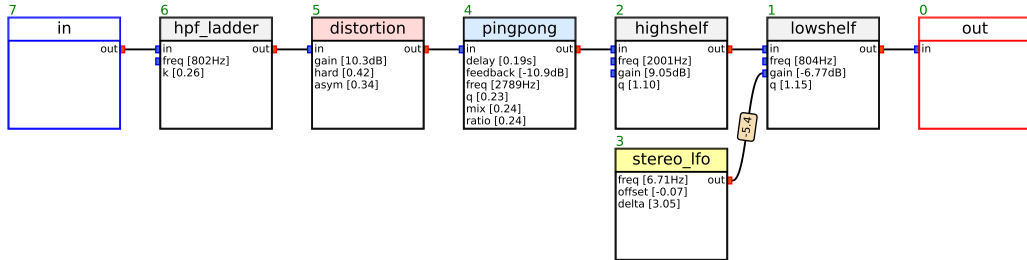 7
in
out
6
hpf_ladder
in
out
freq [802Hz]
k [0.26]
5
distortion
in
out
gain [10.3dB]
hard [0.42]
asym [0.34]
4
pingpong
in
out
delay [0.19s]
feedback [-10.9dB]
freq [2789Hz]
q [0.23]
mix [0.24]
ratio [0.24]
2
highshelf
in
out
freq [2001Hz]
gain [9.05dB]
q [1.10]
1
lowshelf
in
out
freq [804Hz]
gain [-6.77dB]
q [1.15]
0
out
in
-5.4
3
stereo_lfo
freq [6.71Hz]
out
offset [-0.07]
delta [3.05]